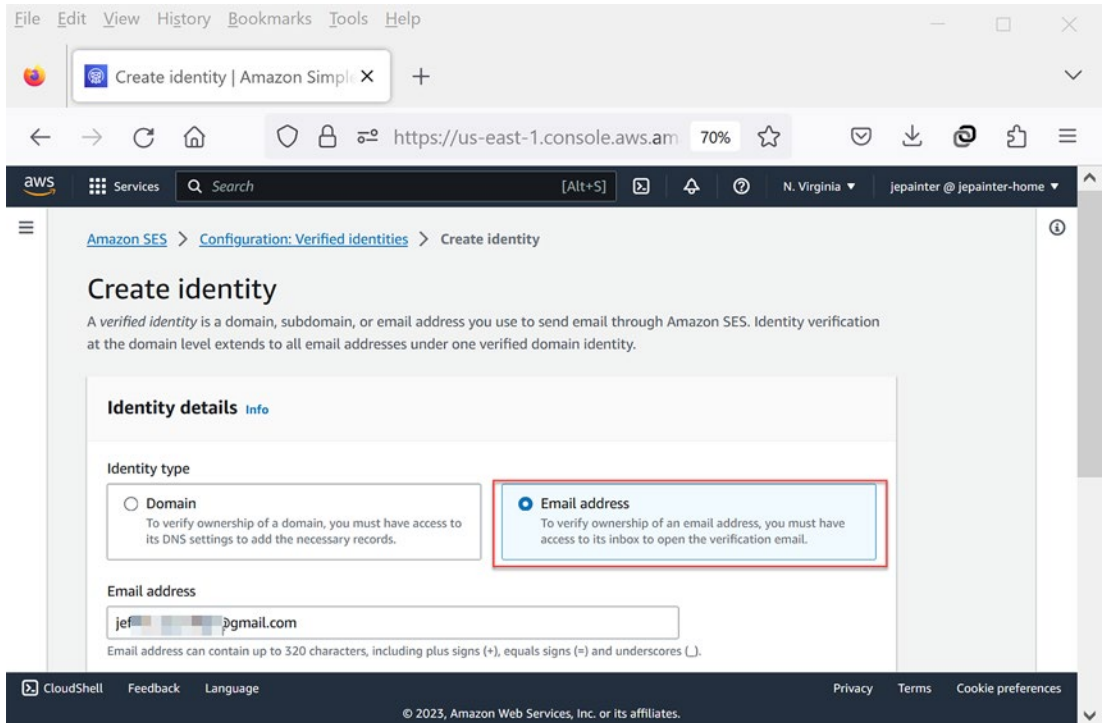 File Edit View History Bookmarks Tools Help
Create identity | Amazon Simple
https://us-east-1.console.aws.am 70%
aws Services Search [Alt+S] N. Virginia ▼ jepainter @ jepainter-home ▼
Amazon SES > Configuration: Verified identities > Create identity
Create identity
A verified identity is a domain, subdomain, or email address you use to send email through Amazon SES. Identity verification
at the domain level extends to all email addresses under one verified domain identity.
Identity details Info
Identity type
Domain
To verify ownership of a domain, you must have access to
its DNS settings to add the necessary records.
Email address
To verify ownership of an email address, you must have
access to its inbox to open the verification email.
Email address
jef @gmail.com
Email address can contain up to 320 characters, including plus signs (+), equals signs (=) and underscores (_).
CloudShell Feedback Language Privacy Terms Cookie preferences
© 2023, Amazon Web Services, Inc. or its affiliates.